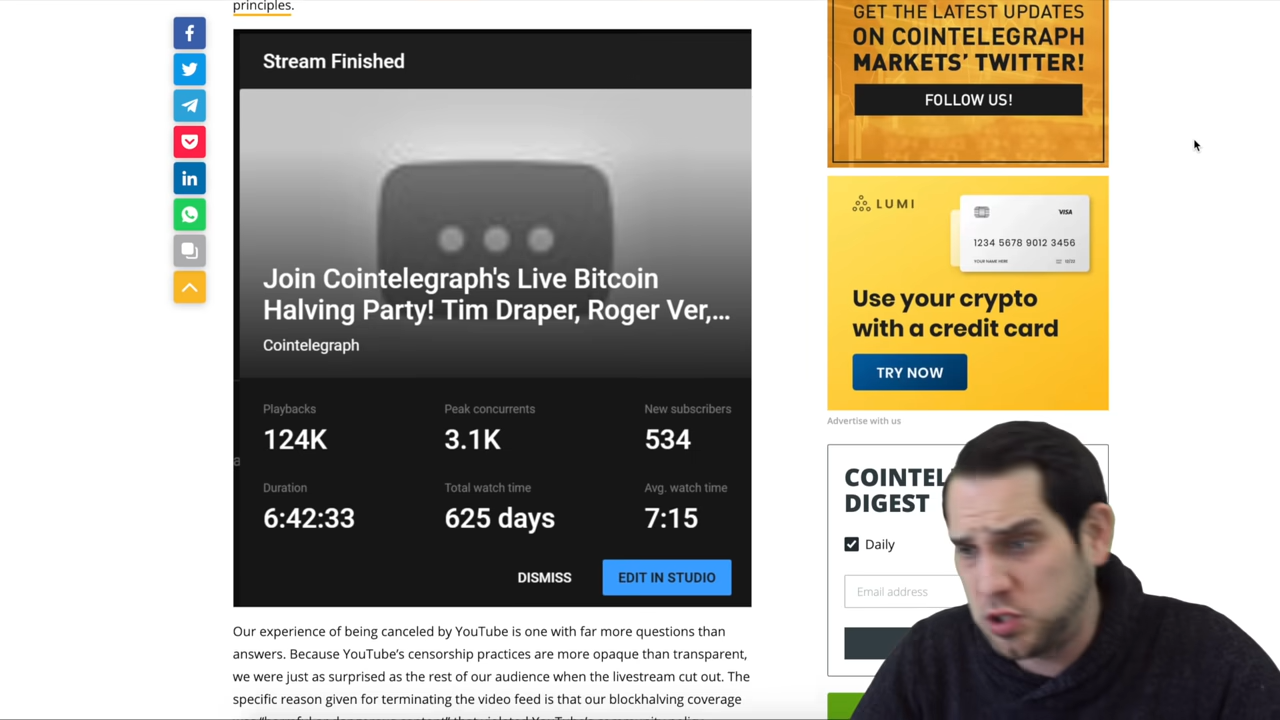 principles.
Stream Finished
Join Cointelegraph's Live Bitcoin
Halving Party! Tim Draper, Roger Ver,...
Cointelegraph
Playbacks
Peak concurrents
New subscribers
124K
3.1K
534
Duration
Total watch time
Avg. watch time
6:42:33
625 days
7:15
DISMISS
EDIT IN STUDIO
Our experience of being canceled by YouTube is one with far more questions than
answers. Because YouTube's censorship practices are more opaque than transparent,
we were just as surprised as the rest of our audience when the livestream cut out. The
specific reason given for terminating the video feed is that our blockhalving coverage
GET THE LATEST UPDATES
ON COINTELEGRAPH
MARKETS' TWITTER!
FOLLOW US!
LUMI
VISA
1234 5678 9012 3456
YOUR NAME HERE
Use your crypto
with a credit card
TRY NOW
Advertise with us
COINTEL
DIGEST
Daily
Email address